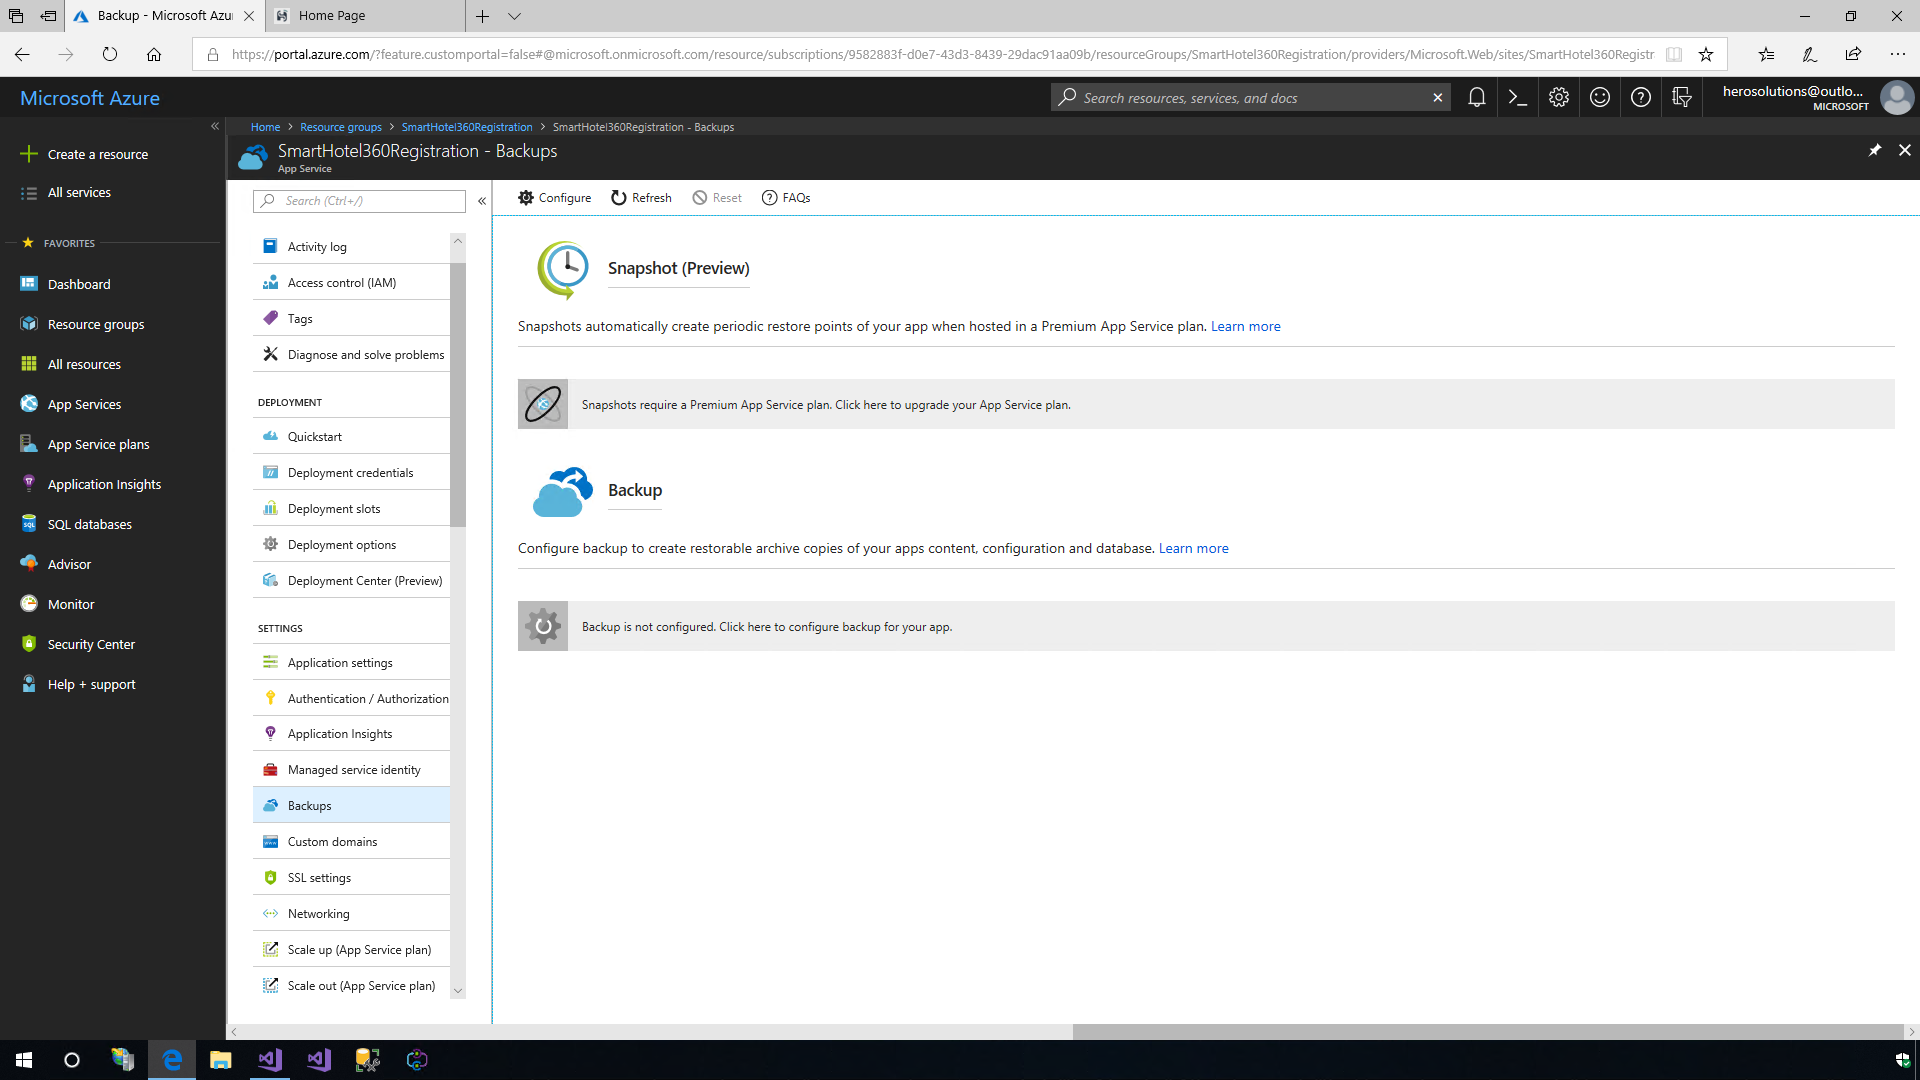 Backup - Microsoft Azu
Home Page
https://portal.azure.com/?feature.customportal=false#@microsoft.onmicrosoft.com/resource/subscriptions/9582883f-d0e7-43d3-8439-29dac91aa09b/resourceGroups/SmartHotel360Registration/providers/Microsoft.Web/sites/SmartHotel360Registr
Microsoft Azure
Search resources, services, and docs
herosolutions@outlo...
MICROSOFT
Home > Resource groups > SmartHotel360Registration > SmartHotel360Registration - Backups
SmartHotel360Registration - Backups
App Service
Create a resource
All services
FAVORITES
Dashboard
Resource groups
All resources
App Services
App Service plans
Application Insights
SQL databases
Advisor
Monitor
Security Center
Help + support
Search (Ctrl+/)
Activity log
Access control (IAM)
Tags
Diagnose and solve problems
DEPLOYMENT
Quickstart
Deployment credentials
Deployment slots
Deployment options
Deployment Center (Preview)
SETTINGS
Application settings
Authentication / Authorization
Application Insights
Managed service identity
Backups
Custom domains
SSL settings
Networking
Scale up (App Service plan)
Scale out (App Service plan)
Configure
Refresh
Reset
FAQs
Snapshot (Preview)
Snapshots automatically create periodic restore points of your app when hosted in a Premium App Service plan. Learn more
Snapshots require a Premium App Service plan. Click here to upgrade your App Service plan.
Backup
Configure backup to create restorable archive copies of your apps content, configuration and database. Learn more
Backup is not configured. Click here to configure backup for your app.